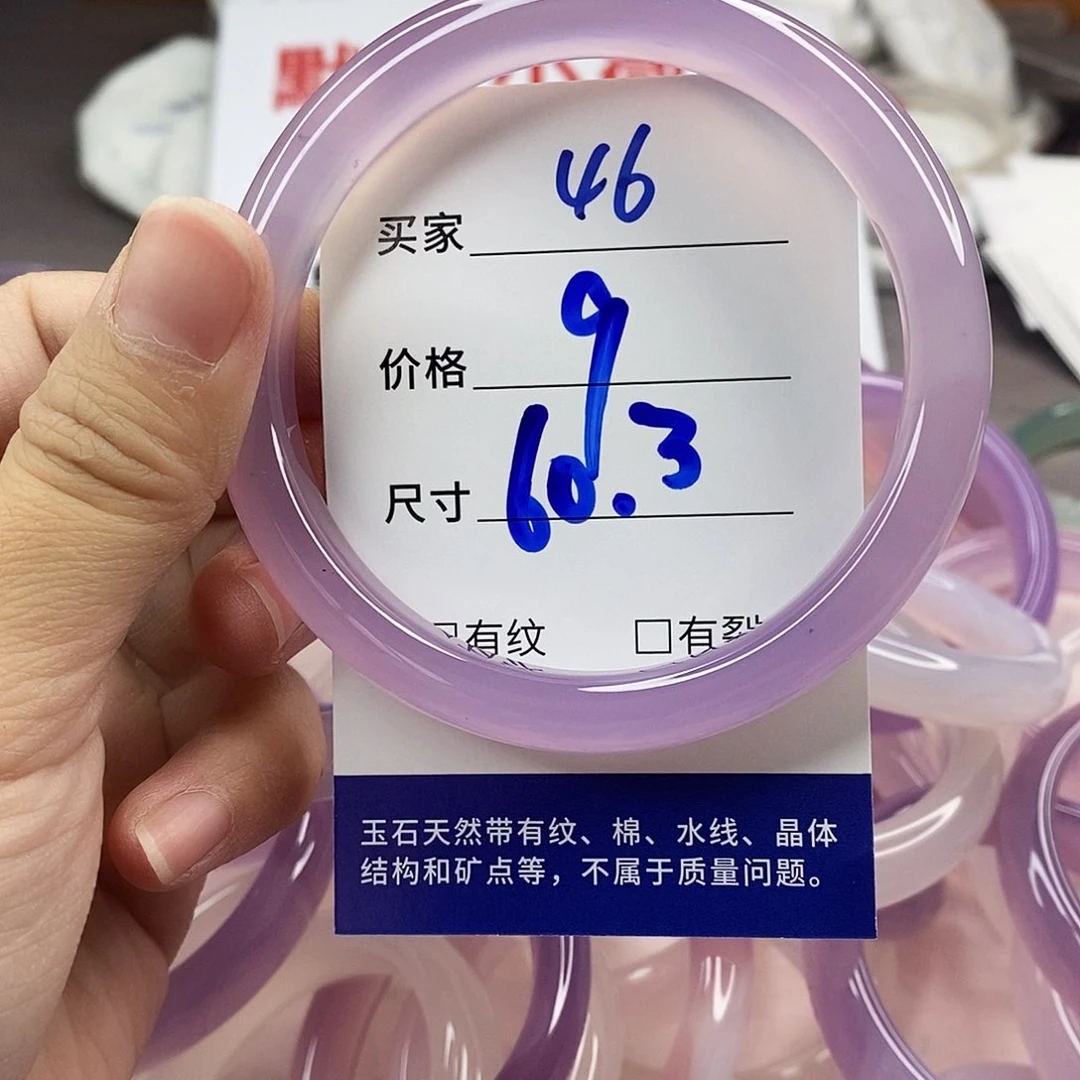 買家 46
价格 9
尺寸 60.3
有纹 □有裂
玉石天然带有纹、棉、水线、晶体
结构和矿点等，不属于质量问题。